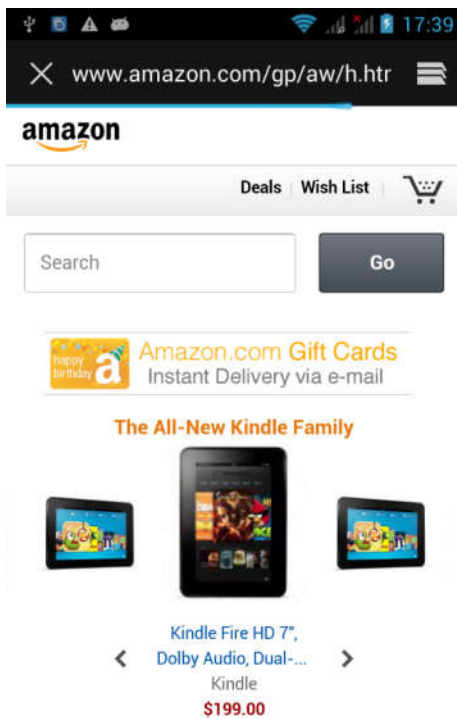 17:39
www.amazon.com/gp/aw/h.htr
amazon
Deals
Wish List
Search
Go
happy
birthday
a
Amazon.com Gift Cards
Instant Delivery via e-mail
The All-New Kindle Family
Kindle Fire HD 7",
Dolby Audio, Dual-...
Kindle
$199.00